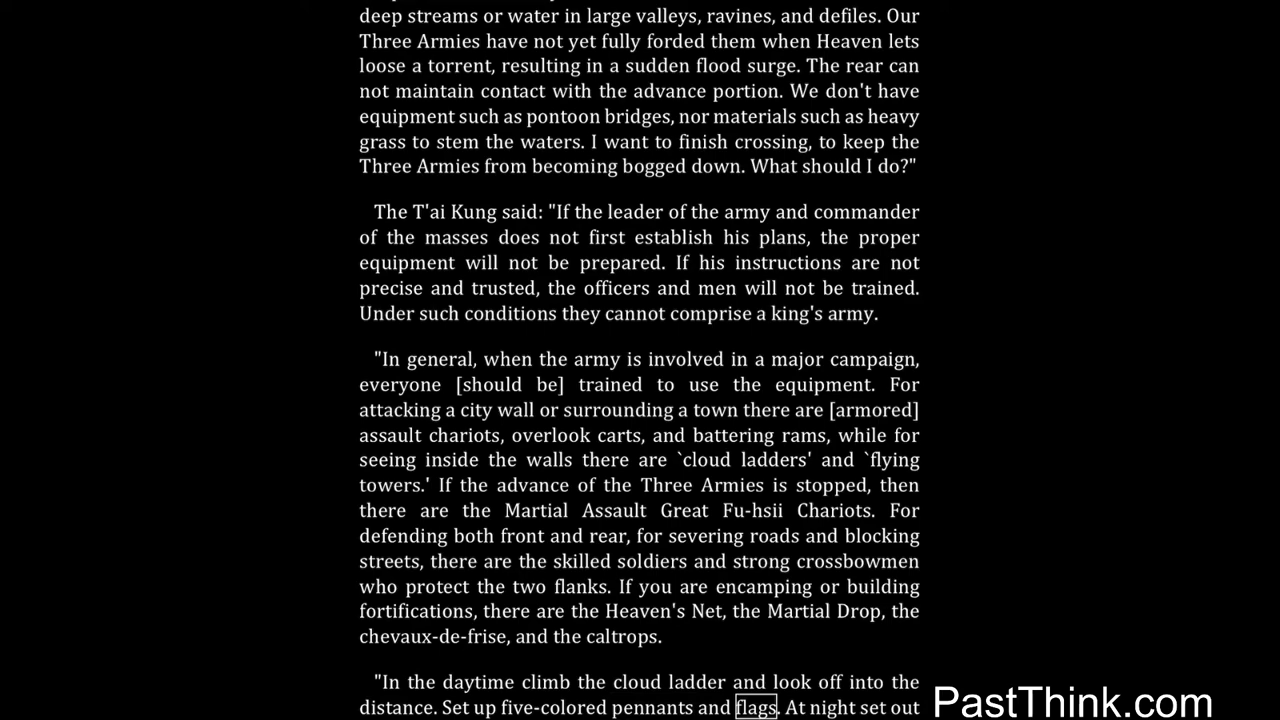 deep streams or water in large valleys, ravines, and defiles. Our
Three Armies have not yet fully forded them when Heaven lets
loose a torrent, resulting in a sudden flood surge. The rear can
not maintain contact with the advance portion. We don't have
equipment such as pontoon bridges, nor materials such as heavy
grass to stem the waters. I want to finish crossing, to keep the
Three Armies from becoming bogged down. What should I do?"
The T'ai Kung said: "If the leader of the army and commander
of the masses does not first establish his plans, the proper
equipment will not be prepared. If his instructions are not
precise and trusted, the officers and men will not be trained.
Under such conditions they cannot comprise a king's army.
"In general, when the army is involved in a major campaign,
everyone [should be] trained to use the equipment. For
attacking a city wall or surrounding a town there are [armored]
assault chariots, overlook carts, and battering rams, while for
seeing inside the walls there are `cloud ladders' and `flying
towers.' If the advance of the Three Armies is stopped, then
there are the Martial Assault Great Fu-hsii Chariots. For
defending both front and rear, for severing roads and blocking
streets, there are the skilled soldiers and strong crossbowmen
who protect the two flanks. If you are encamping or building
fortifications, there are the Heaven's Net, the Martial Drop, the
chevaux-de-frise, and the caltrops.
"In the daytime climb the cloud ladder and look off into the
distance. Set up five-colored pennants and flags. At night set out
PastThink.com